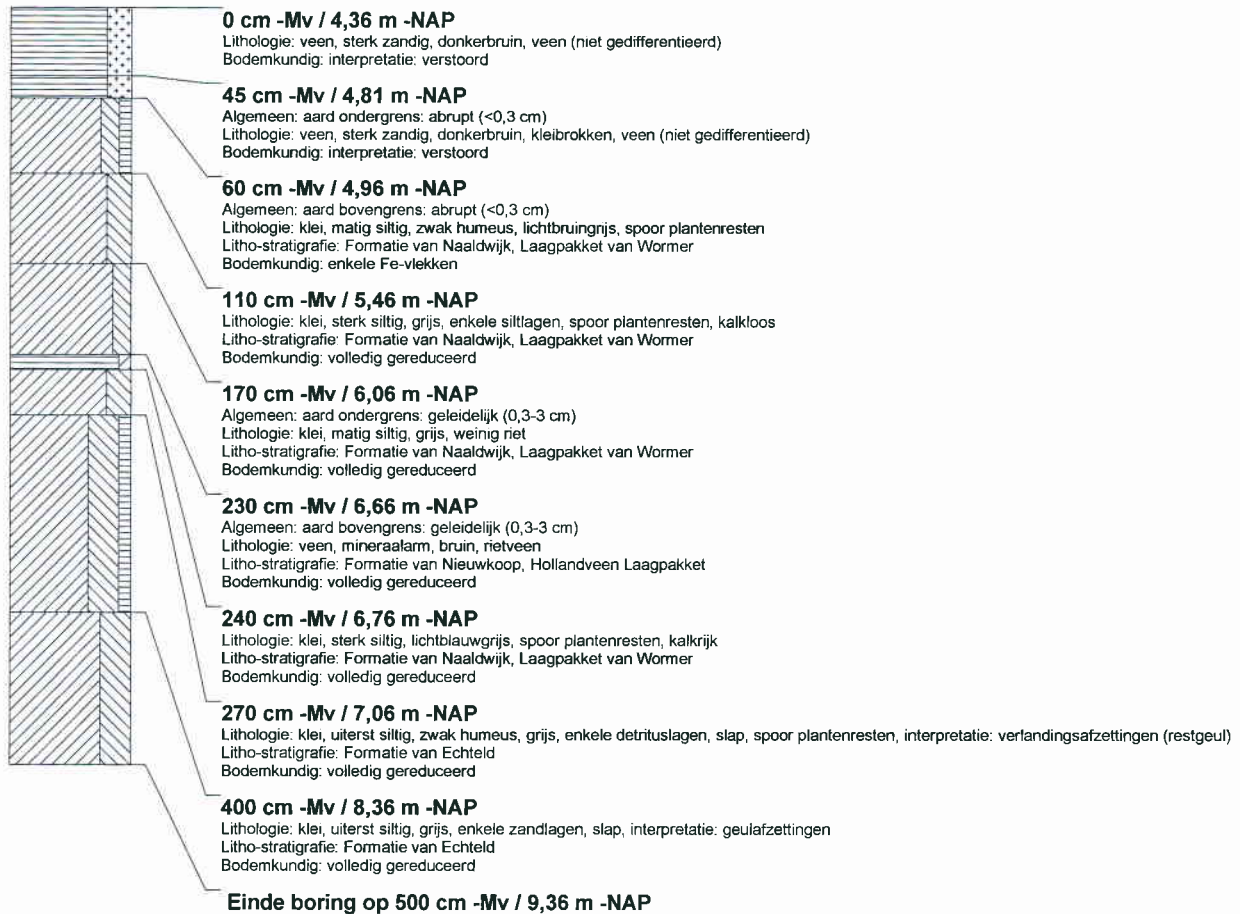 0 cm -Mv / 4,36 m -NAP
Lithologie: veen, sterk zandig, donkerbruin, veen (niet gedifferentieerd)
Bodemkundig: interpretatie: verstoord
45 cm -Mv / 4,81 m -NAP
Algemeen: aard ondergrens: abrupt (<0,3 cm)
Lithologie: veen, sterk zandig, donkerbruin, kleibrokken, veen (niet gedifferentieerd)
Bodemkundig: interpretatie: verstoord
60 cm -Mv / 4,96 m -NAP
Algemeen: aard bovengrens: abrupt (<0,3 cm)
Lithologie: klei, matig siltig, zwak humeus, lichtbruingrijs, spoor plantenresten
Litho-stratigrafie: Formatie van Naaldwijk, Laagpakket van Wormer
Bodemkundig: enkele Fe-vlekken
110 cm -Mv / 5,46 m -NAP
Lithologie: klei, sterk siltig, grijs, enkele siltlagen, spoor plantenresten, kalkloos
Litho-stratigrafie: Formatie van Naaldwijk, Laagpakket van Wormer
Bodemkundig: volledig gereduceerd
170 cm -Mv / 6,06 m -NAP
Algemeen: aard ondergrens: geleidelijk (0,3-3 cm)
Lithologie: klei, matig siltig, grijs, weinig riet
Litho-stratigrafie: Formatie van Naaldwijk, Laagpakket van Wormer
Bodemkundig: volledig gereduceerd
230 cm -Mv / 6,66 m -NAP
Algemeen: aard bovengrens: geleidelijk (0,3-3 cm)
Lithologie: veen, mineraalarm, bruin, rietveen
Litho-stratigrafie: Formatie van Nieuwkoop, Hollandveen Laagpakket
Bodemkundig: volledig gereduceerd
240 cm -Mv / 6,76 m -NAP
Lithologie: klei, sterk siltig, lichtblauwgrijs, spoor plantenresten, kalkrijk
Litho-stratigrafie: Formatie van Naaldwijk, Laagpakket van Wormer
Bodemkundig: volledig gereduceerd
270 cm -Mv / 7,06 m -NAP
Lithologie: klei, uiterst siltig, zwak humeus, grijs, enkele detrituslagen, slap, spoor plantenresten, interpretatie: verlandingsafzettingen (restgeul)
Litho-stratigrafie: Formatie van Echteld
Bodemkundig: volledig gereduceerd
400 cm -Mv / 8,36 m -NAP
Lithologie: klei, uiterst siltig, grijs, enkele zandlagen, slap, interpretatie: geulafzettingen
Litho-stratigrafie: Formatie van Echteld
Bodemkundig: volledig gereduceerd
Einde boring op 500 cm -Mv / 9,36 m -NAP